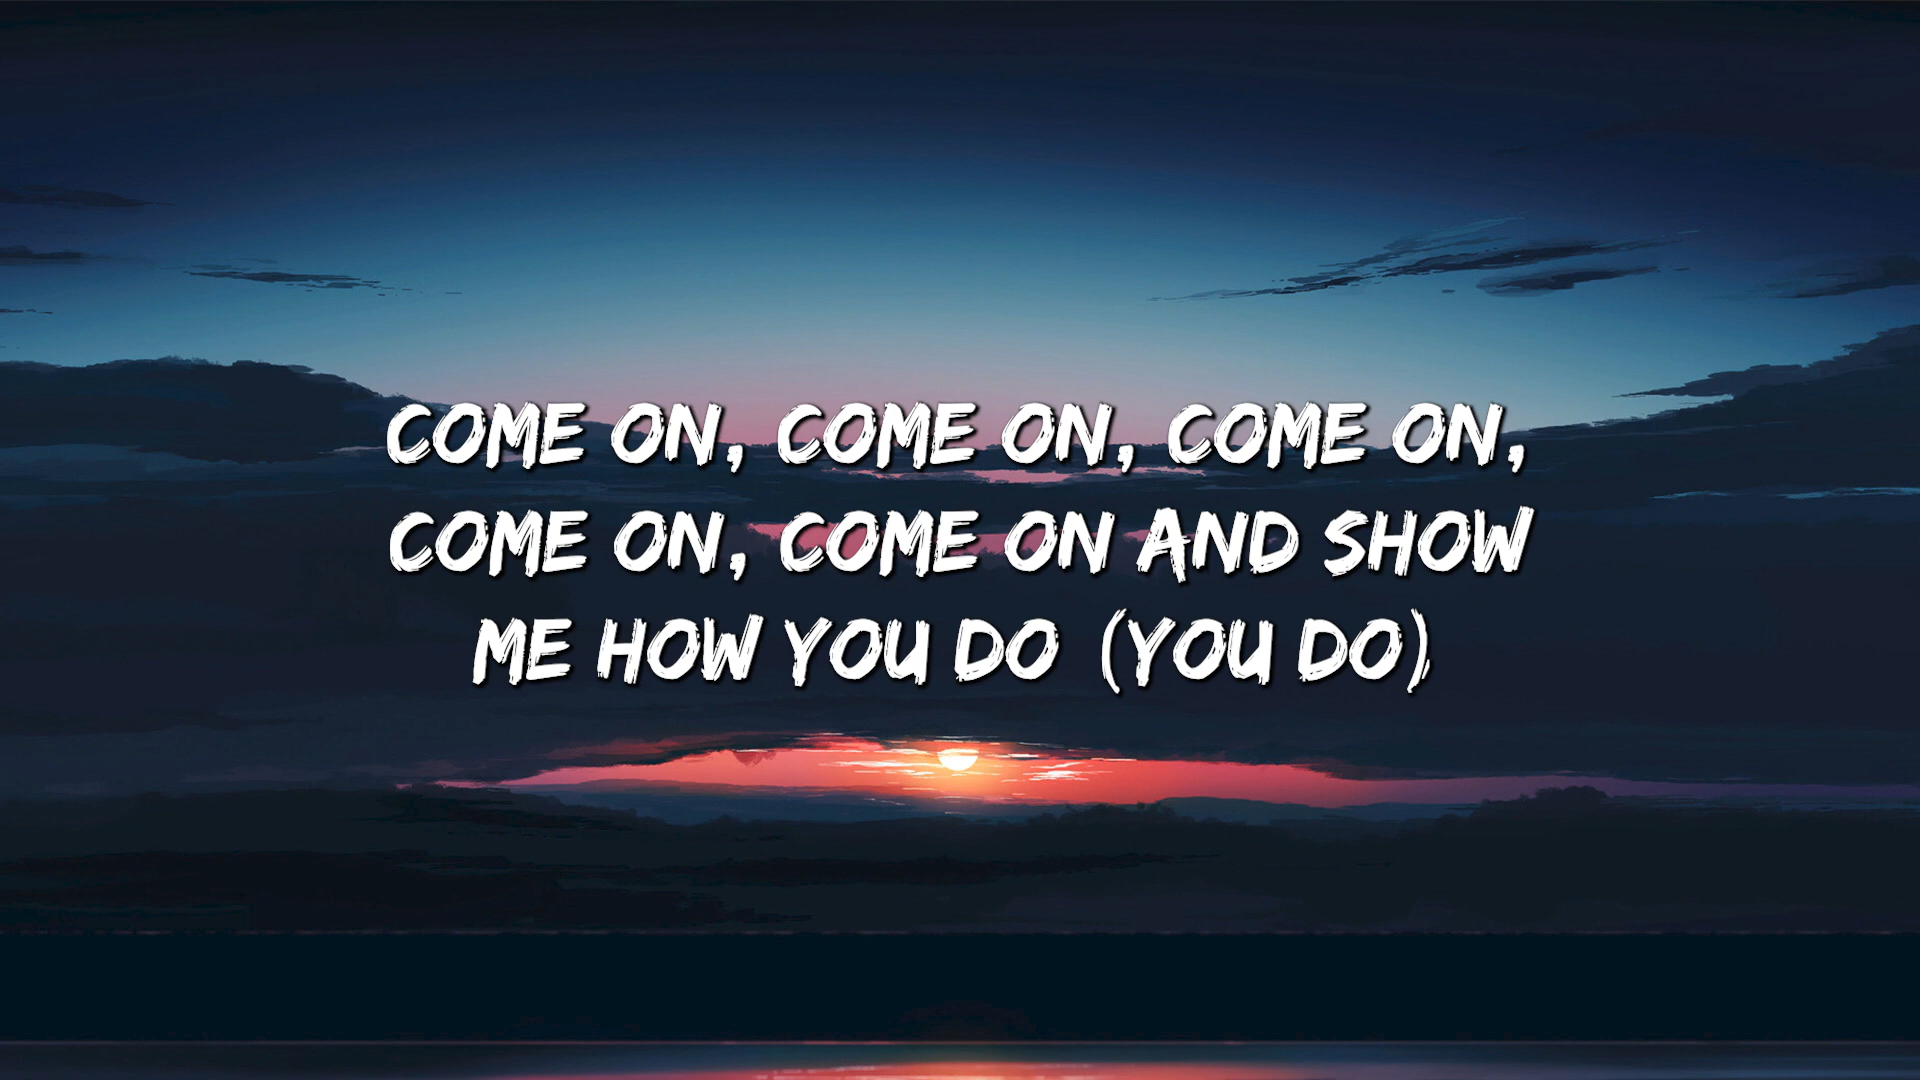 COME ON, COME ON, COME ON,
COME ON, COME ON AND SHOW
ME HOW YOU DO (YOU DO)